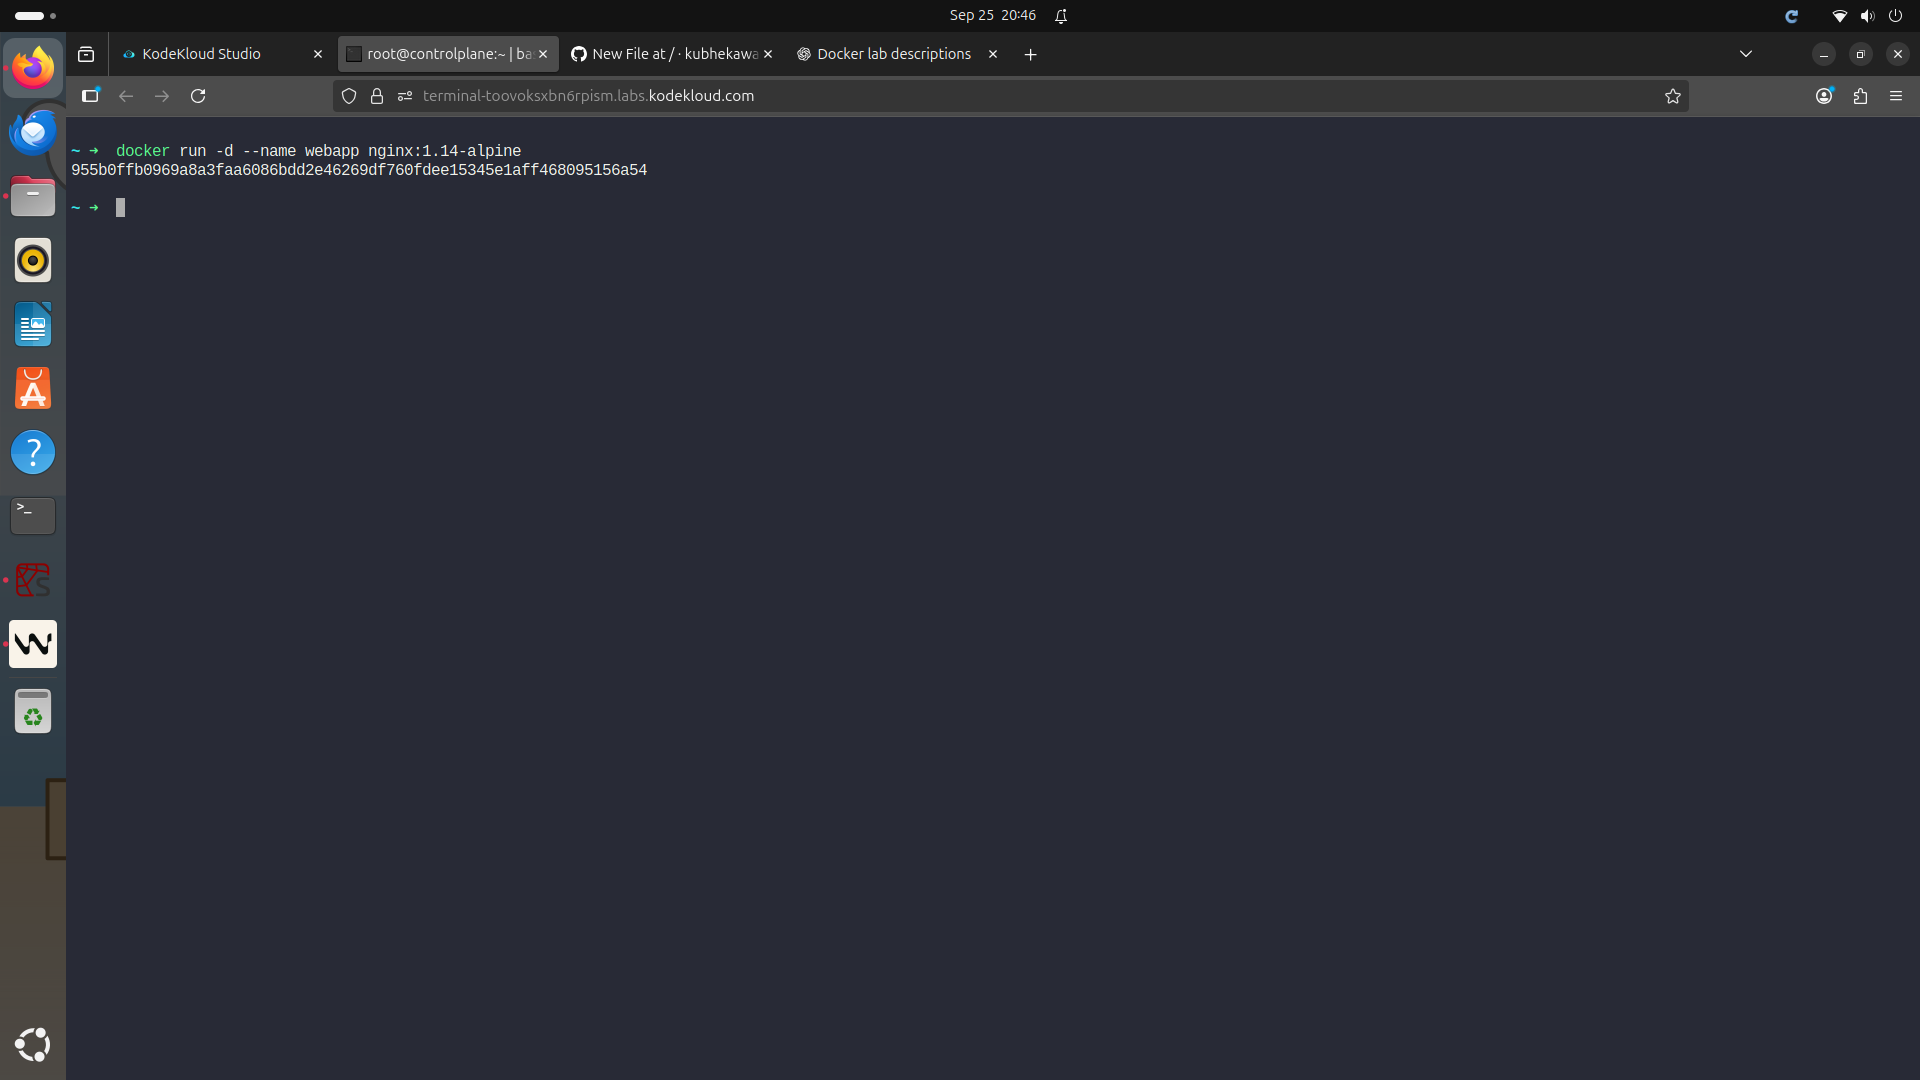 Sep 25 20:46
KodeKloud Studio
root@controlplane:~ | ba
New File at / · kubhekawa
Docker lab descriptions
terminal-toovoksxbn6rpism.labs.kodekloud.com
~ ➜ docker run -d --name webapp nginx:1.14-alpine
955b0ffb0969a8a3faa6086bdd2e46269df760fdee15345e1aff468095156a54
~ ➜